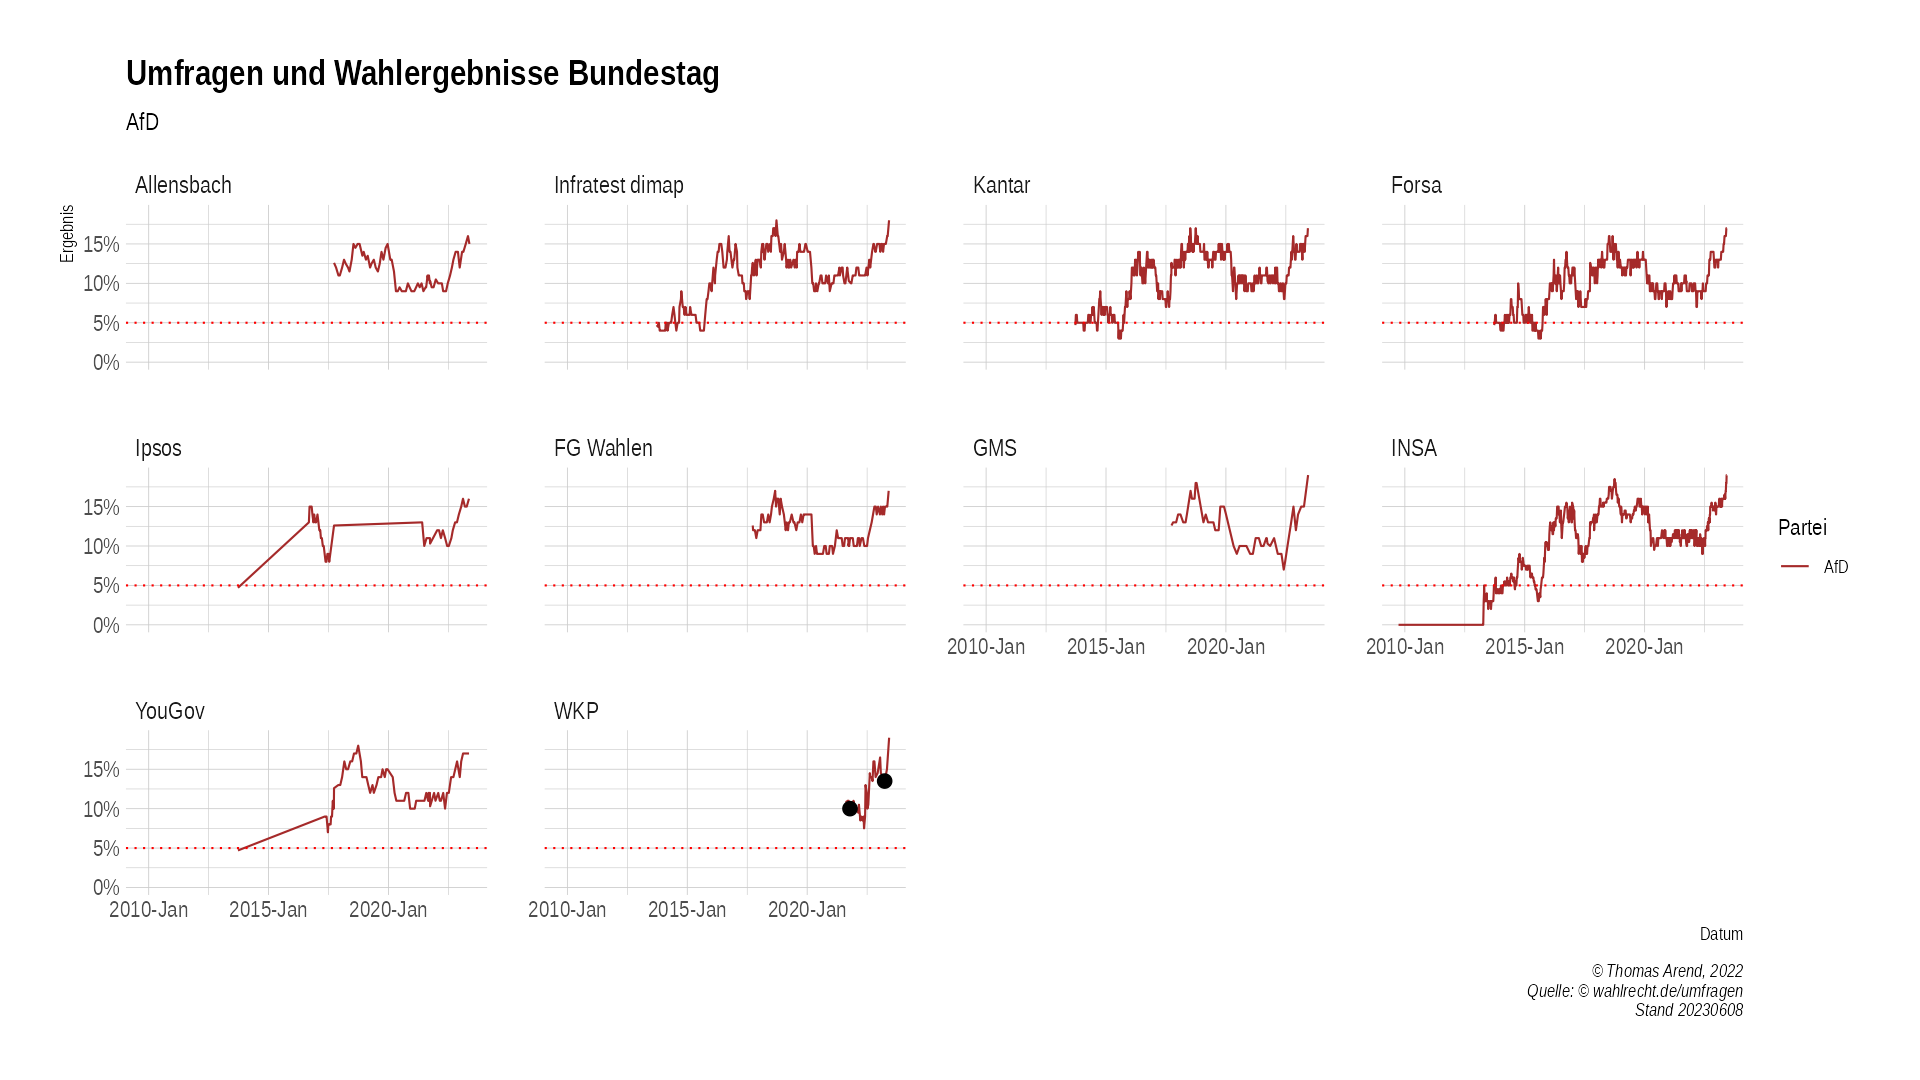 Umfragen und Wahlergebnisse Bundestag
AfD
Allensbach
Infratest dimap
Kantar
Forsa
Ergebnis
15%
10%
5%
0%
Ipsos
FG Wahlen
GMS
INSA
15%
10%
5%
0%
2010-Jan 2015-Jan 2020-Jan
2010-Jan 2015-Jan 2020-Jan
Partei
AfD
YouGov
WKP
15%
10%
5%
0%
2010-Jan 2015-Jan 2020-Jan
2010-Jan 2015-Jan 2020-Jan
Datum
© Thomas Arend, 2022
Quelle: © wahlrecht.de/umfragen
Stand 20230608